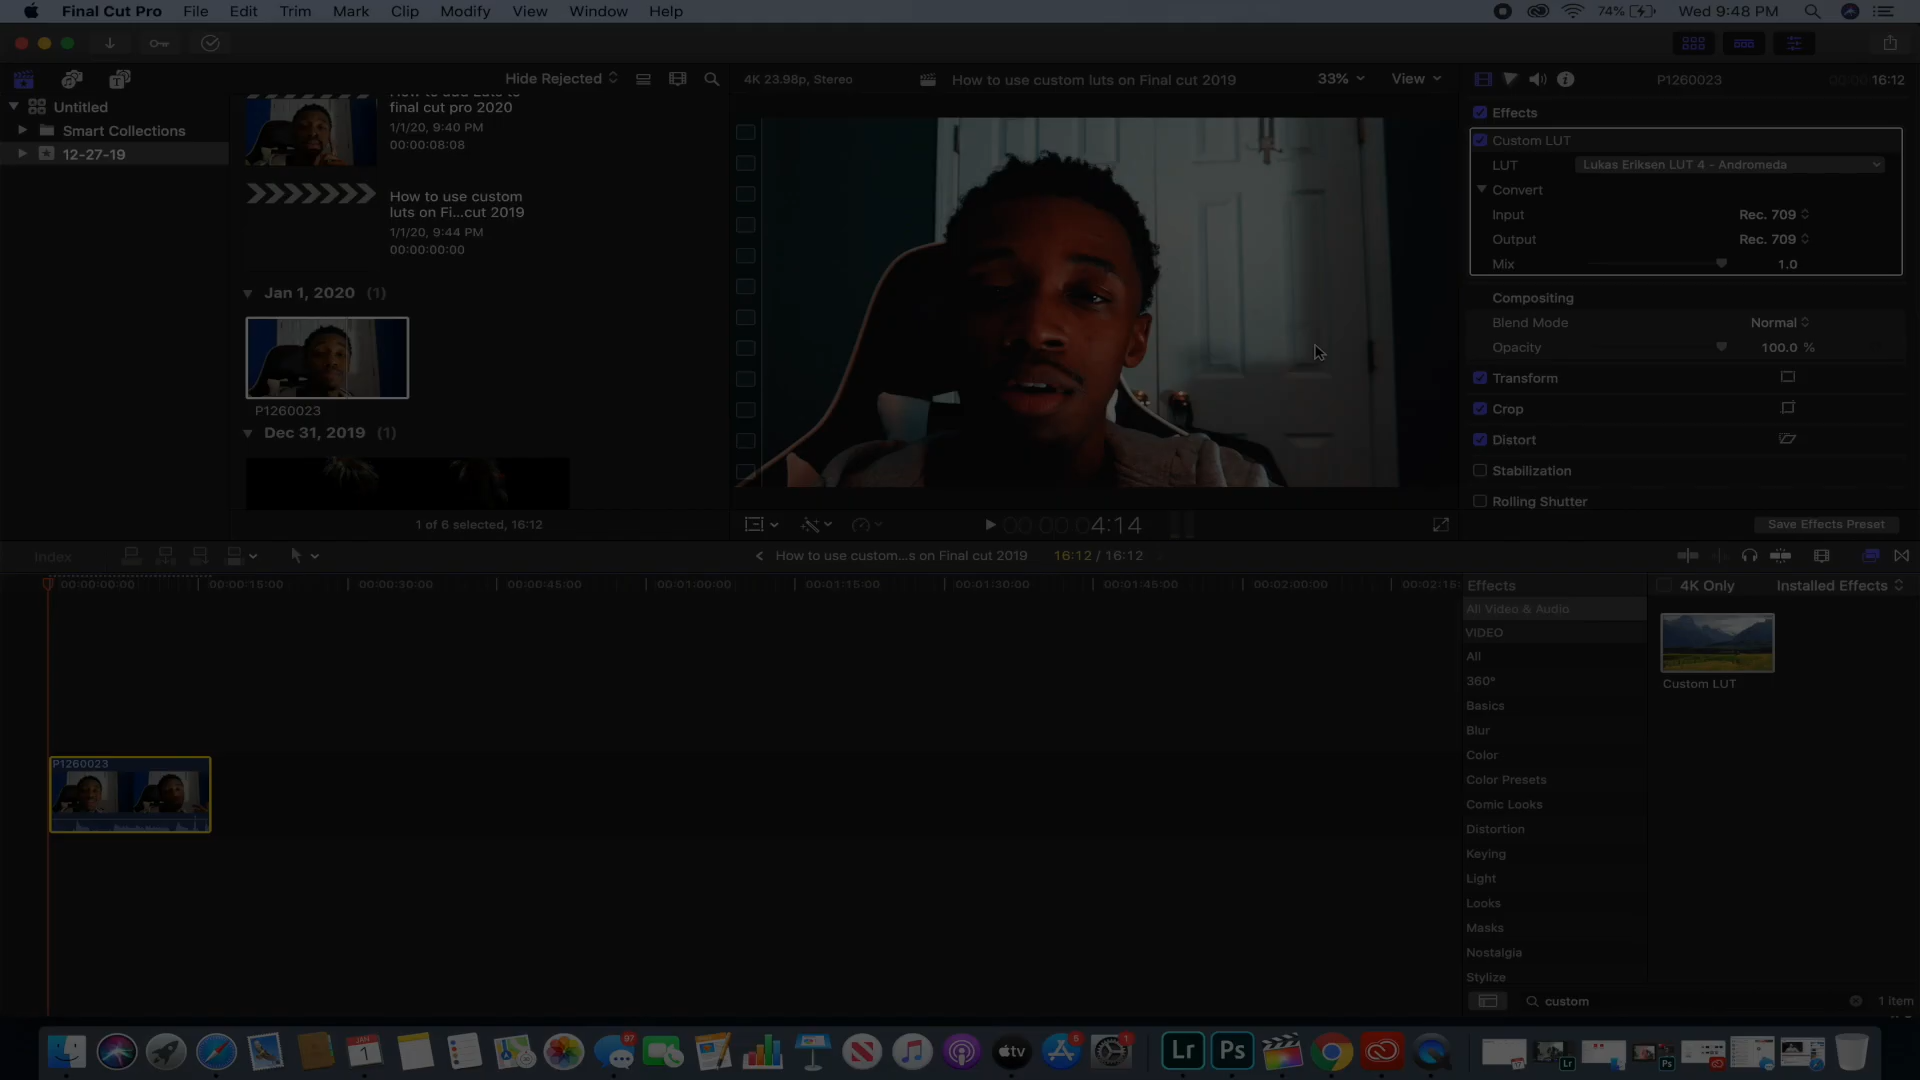 Final Cut Pro File Edit Trim Mark Clip Modify View Window Help 74% Wed 9:48 PM
Hide Rejected 4K 23.98p, Stereo How to use custom luts on Final cut 2019 33% View P1260023 16:12
Untitled
Smart Collections
12-27-19
final cut pro 2020
1/1/20, 9:40 PM
00:00:08:08
How to use custom
luts on Fi...cut 2019
1/1/20, 9:44 PM
00:00:00:00
Jan 1, 2020 (1)
P1260023
Dec 31, 2019 (1)
1 of 6 selected, 16:12
4:14
Effects
Custom LUT
LUT Lukas Eriksen LUT 4 - Andromeda
Convert
Input Rec. 709
Output Rec. 709
Mix 1.0
Compositing
Blend Mode Normal
Opacity 100.0 %
Transform
Crop
Distort
Stabilization
Rolling Shutter
Save Effects Preset
Index How to use custom...s on Final cut 2019 16:12 / 16:12
00:00:00:00 00:00:15:00 00:00:30:00 00:00:45:00 00:01:00:00 00:01:15:00 00:01:30:00 00:01:45:00 00:02:00:00 00:02:15:
P1260023
Effects 4K Only Installed Effects
All Video & Audio
VIDEO
All
360°
Basics
Blur
Color
Color Presets
Comic Looks
Distortion
Keying
Light
Looks
Masks
Nostalgia
Stylize
Custom LUT
custom 1 item
97 JAN 1 tv 5 1 Lr Ps